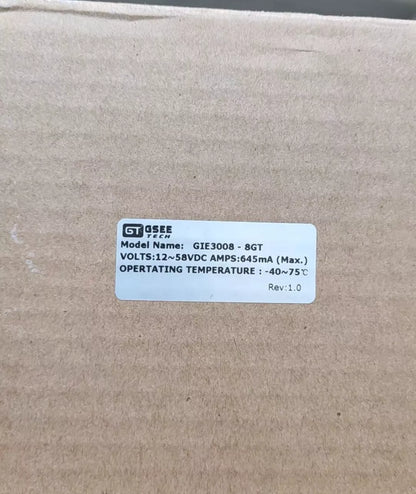 GT GSEE
TECH
Model Name: GIE3008 - 8GT
VOLTS:12~58VDC AMPS:645mA (Max.)
OPERTATING TEMPERATURE : -40~75℃
Rev:1.0